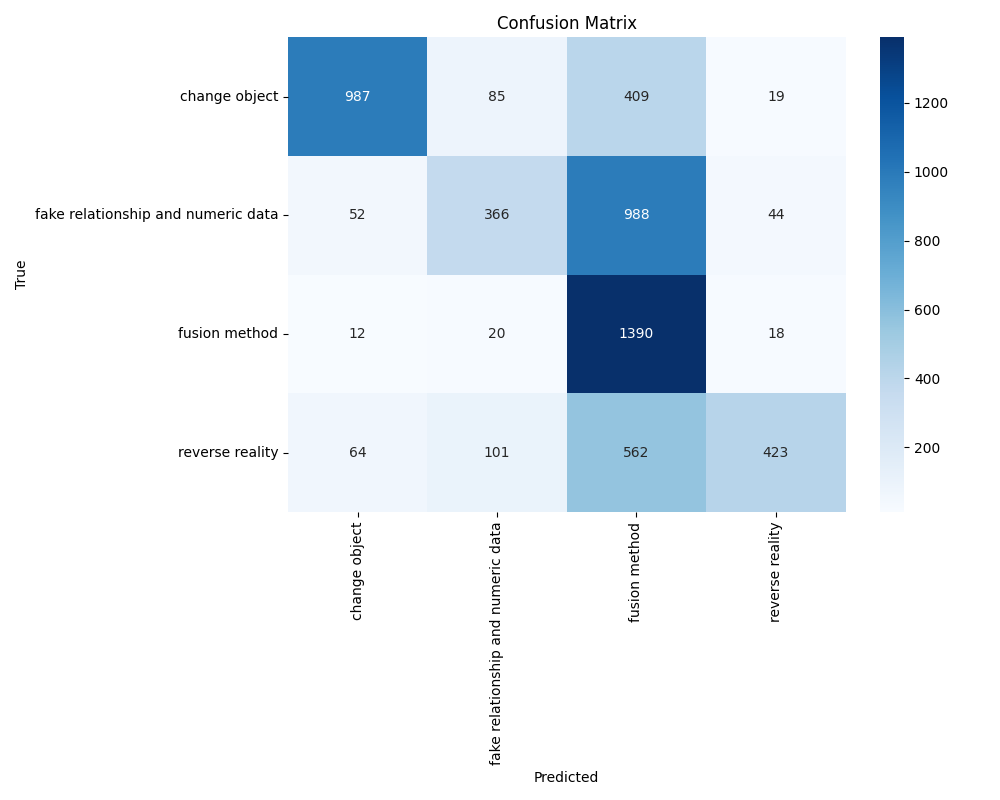 Confusion Matrix
True
change object
987 85 409 19
fake relationship and numeric data
52 366 988 44
fusion method
12 20 1390 18
reverse reality
64 101 562 423
change object
fake relationship and numeric data
fusion method
reverse reality
Predicted
1200
1000
800
600
400
200